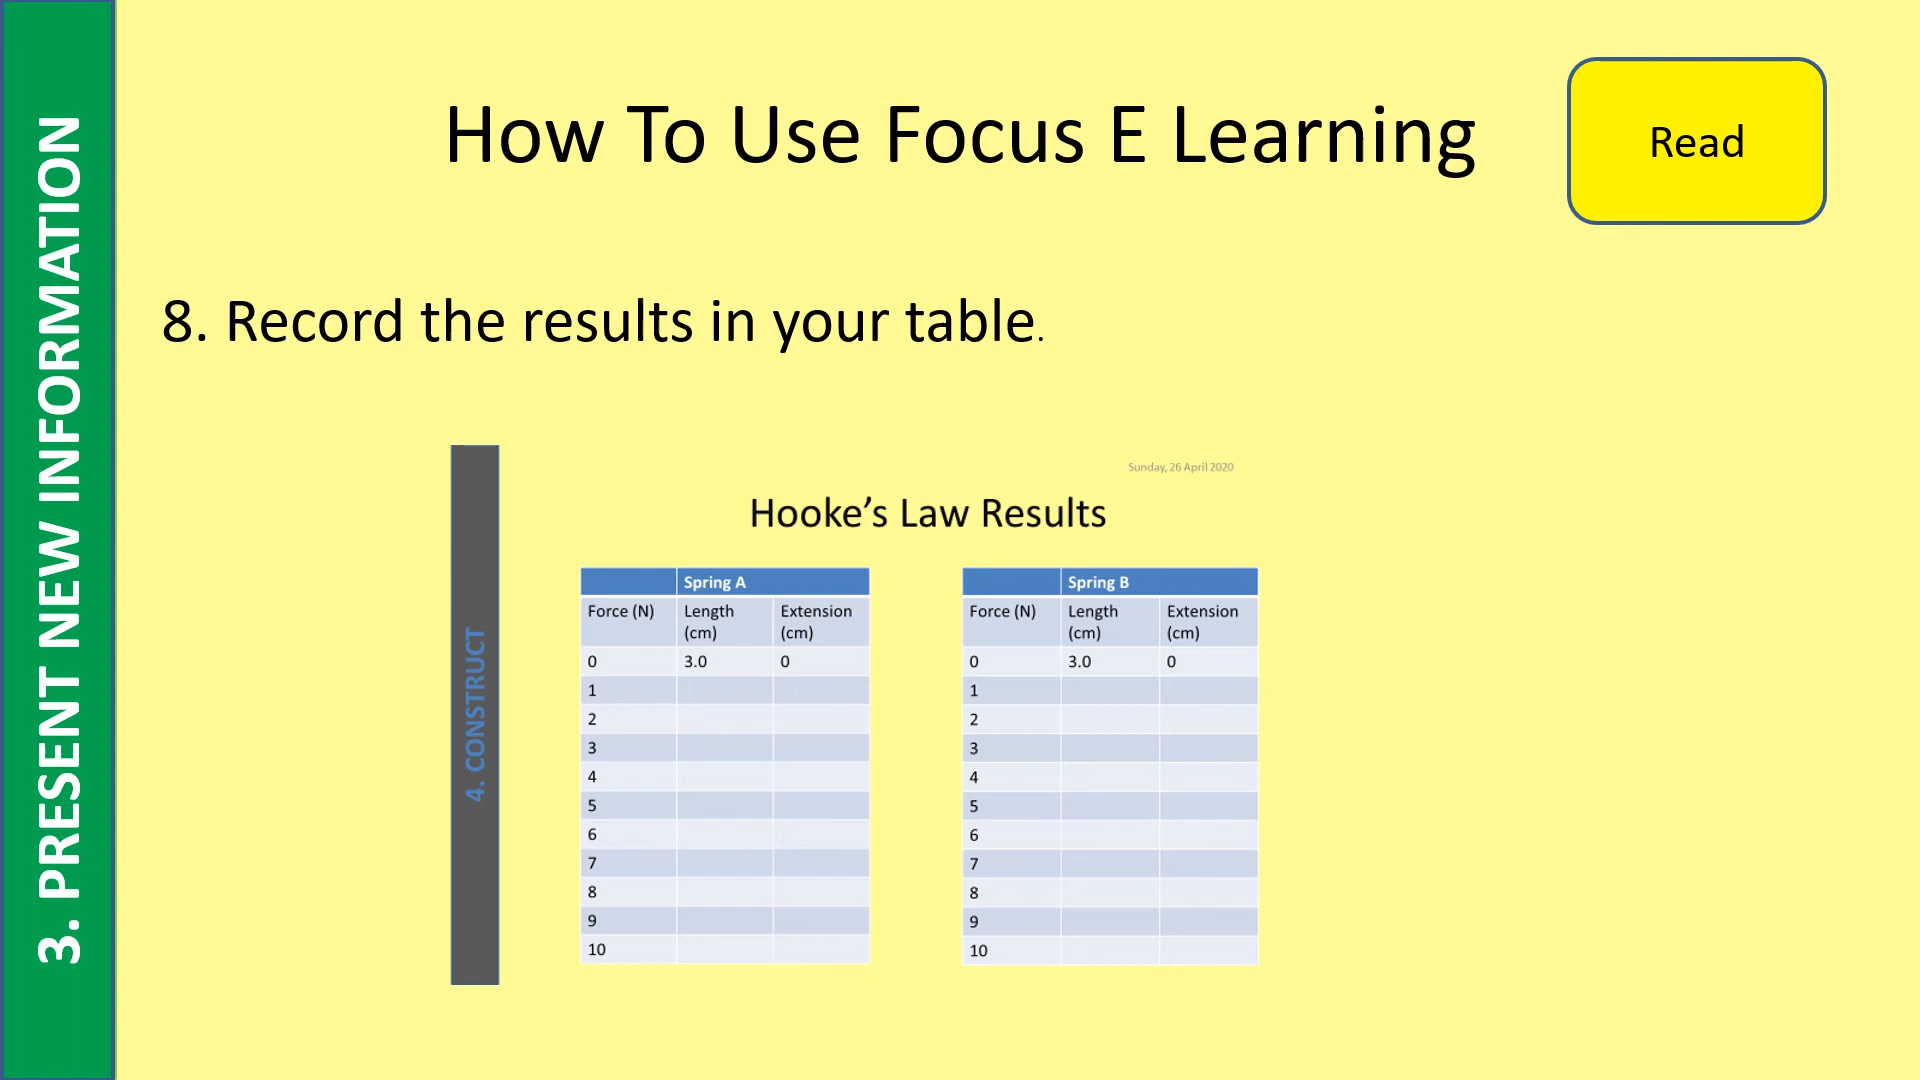 3. PRESENT NEW INFORMATION
How To Use Focus E Learning
Read
8. Record the results in your table.
4. CONSTRUCT
Sunday, 26 April 2020
Hooke’s Law Results
Spring A
Force (N) Length (cm) Extension (cm)
0 3.0 0
1
2
3
4
5
6
7
8
9
10
Spring B
Force (N) Length (cm) Extension (cm)
0 3.0 0
1
2
3
4
5
6
7
8
9
10